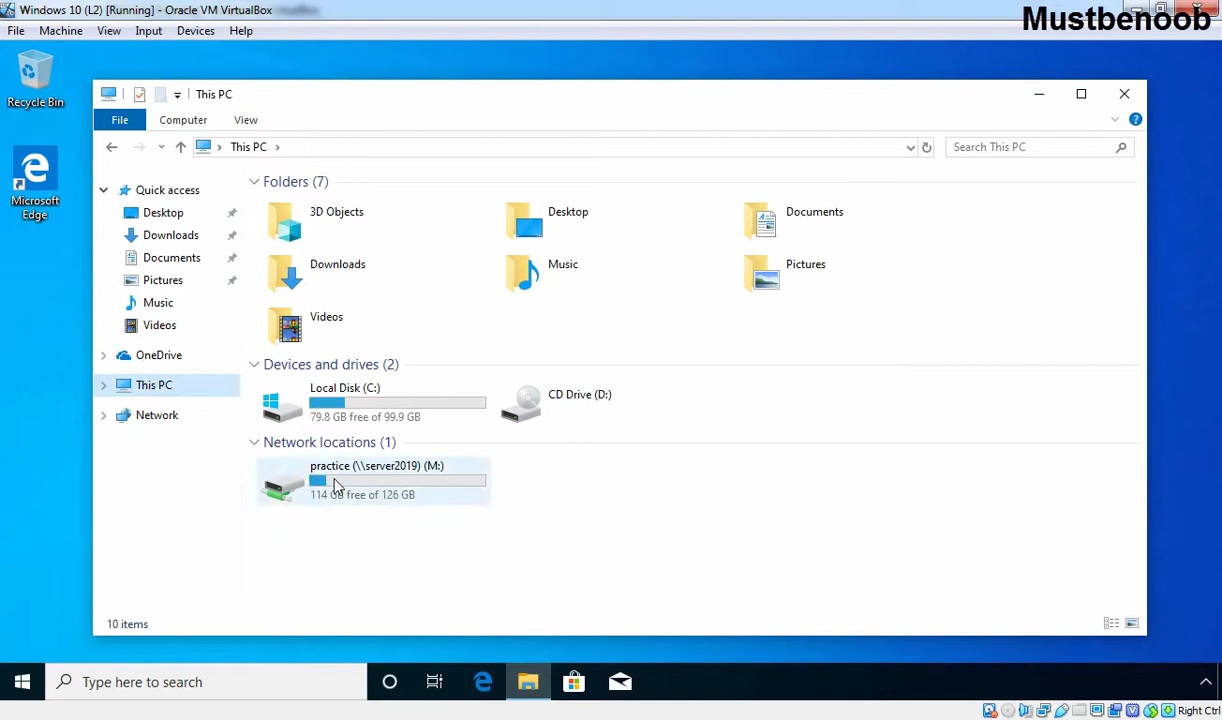 Windows 10 (L2) [Running] - Oracle VM VirtualBox
Mustbenoob
File Machine View Input Devices Help
Recycle Bin
Microsoft Edge
This PC
File Computer View
This PC
Search This PC
Quick access
Desktop
Downloads
Documents
Pictures
Music
Videos
OneDrive
This PC
Network
Folders (7)
3D Objects
Desktop
Documents
Downloads
Music
Pictures
Videos
Devices and drives (2)
Local Disk (C:)
79.8 GB free of 99.9 GB
CD Drive (D:)
Network locations (1)
practice (\\server2019) (M:)
114 GB free of 126 GB
10 items
Type here to search
Right Ctrl